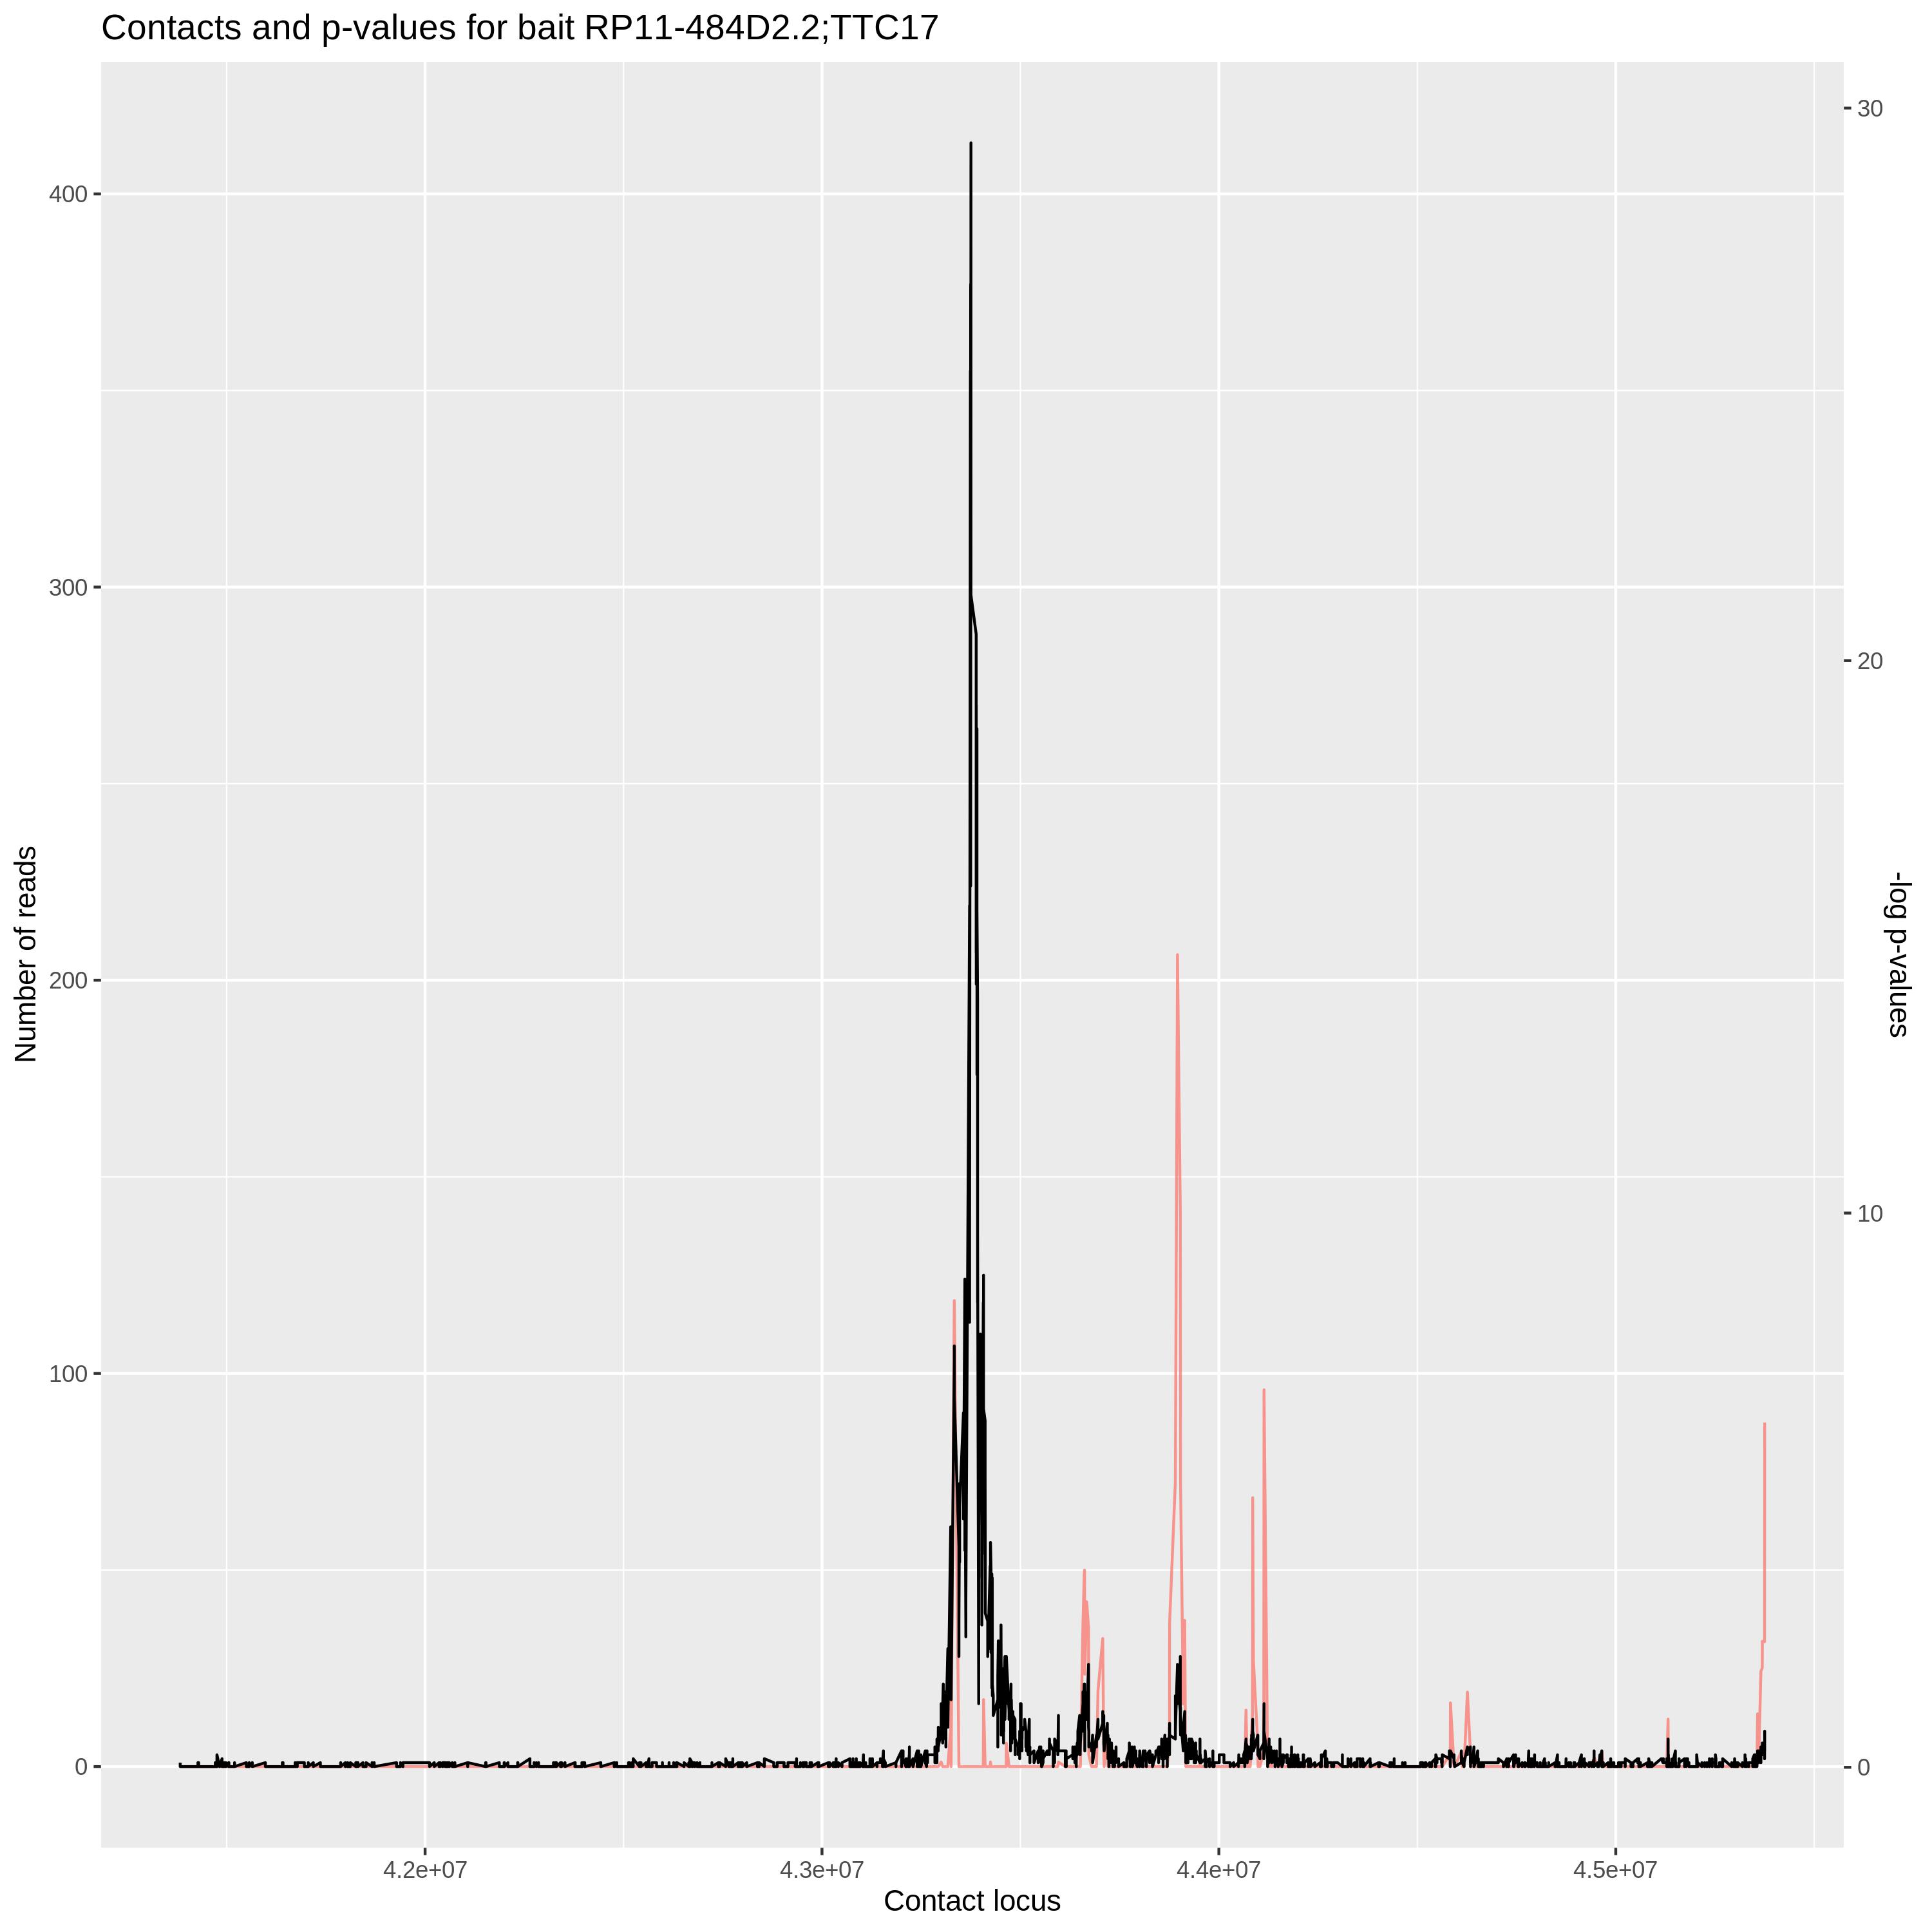 Contacts and p-values for bait RP11-484D2.2;TTC17
400
300
200
100
0
Number of reads
30
20
10
0
-log p-values
4.2e+07
4.3e+07
4.4e+07
4.5e+07
Contact locus